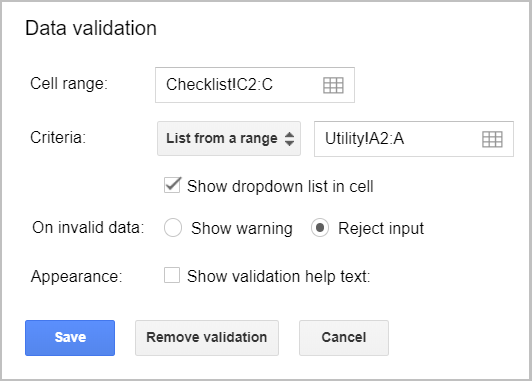 Data validation
Cell range: Checklist!C2:C
Criteria: List from a range Utility!A2:A
Show dropdown list in cell
On invalid data: Show warning Reject input
Appearance: Show validation help text:
Save Remove validation Cancel